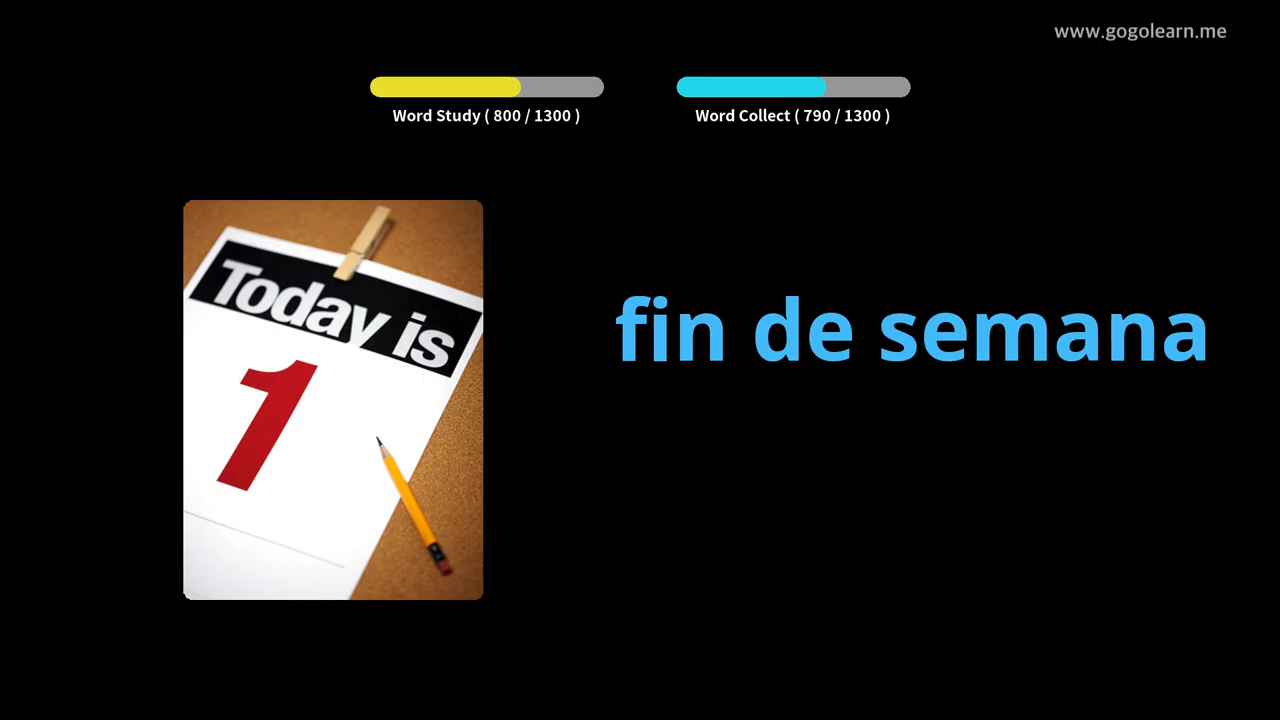 www.gogolearn.me
Word Study ( 800 / 1300 )
Word Collect ( 790 / 1300 )
Today is
1
fin de semana